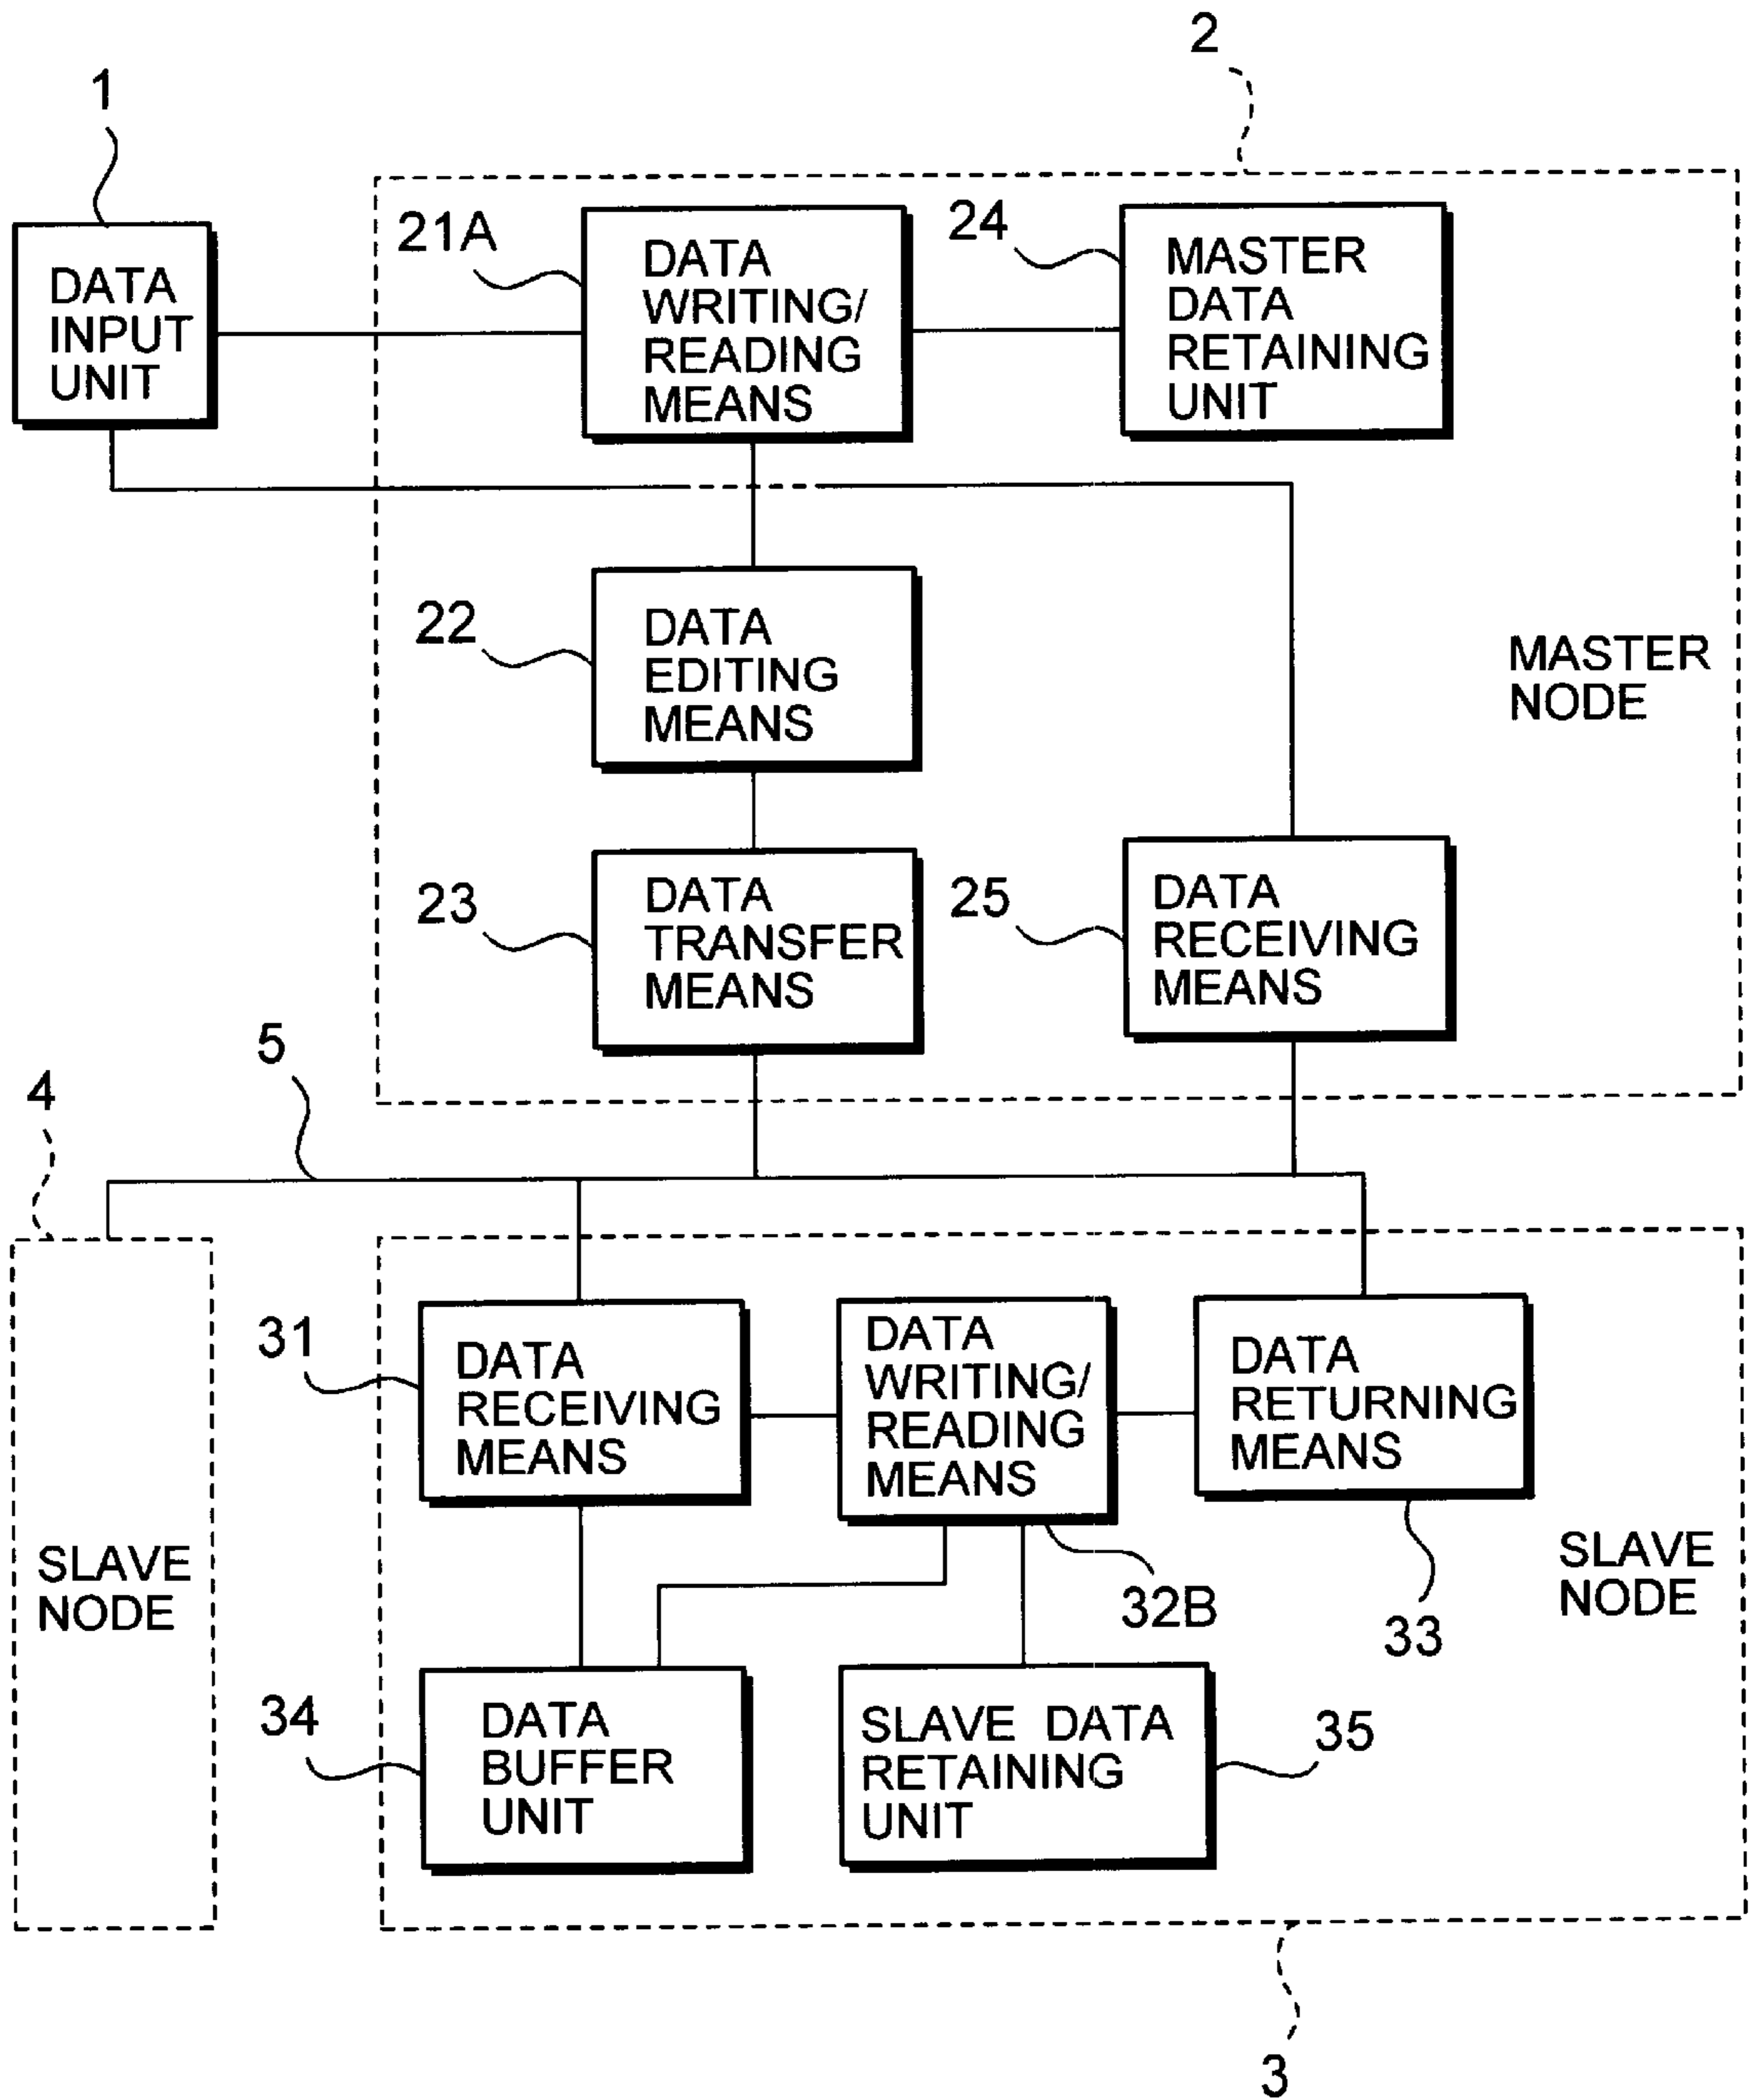 2
1
21A
DATA
WRITING/
READING
MEANS
24
MASTER
DATA
RETAINING
UNIT
DATA
INPUT
UNIT
22
DATA
EDITING
MEANS
MASTER
NODE
23
DATA
TRANSFER
MEANS
25
DATA
RECEIVING
MEANS
5
4
31
DATA
RECEIVING
MEANS
DATA
WRITING/
READING
MEANS
DATA
RETURNING
MEANS
SLAVE
NODE
32B
33
SLAVE
NODE
34
DATA
BUFFER
UNIT
SLAVE DATA
RETAINING
UNIT
35
3